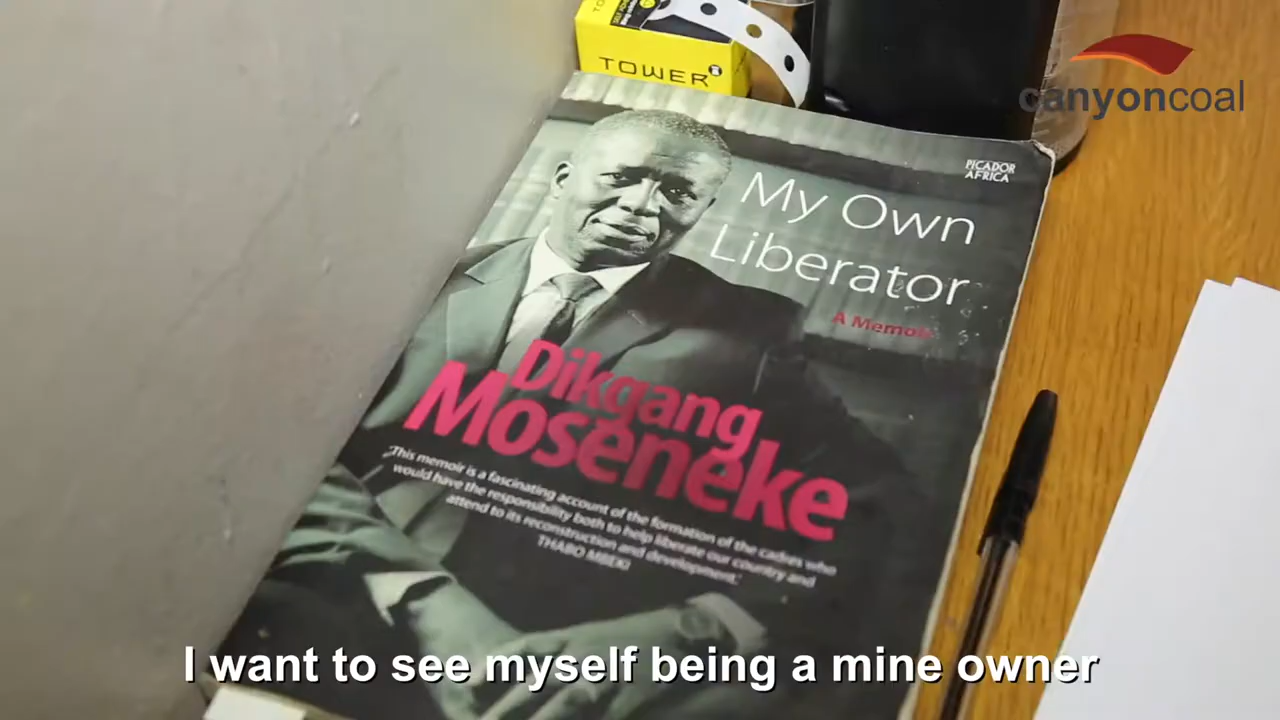 TOWER
canyoncoal
PICADOR
AFRICA
My Own
Liberator
A Memoir
Dikgang
Moseneke
'This memoir is a fascinating account of the formation of the cadres who
would have the responsibility both to help liberate our country and
attend to its reconstruction and development.'
THABO MBEKI
I want to see myself being a mine owner